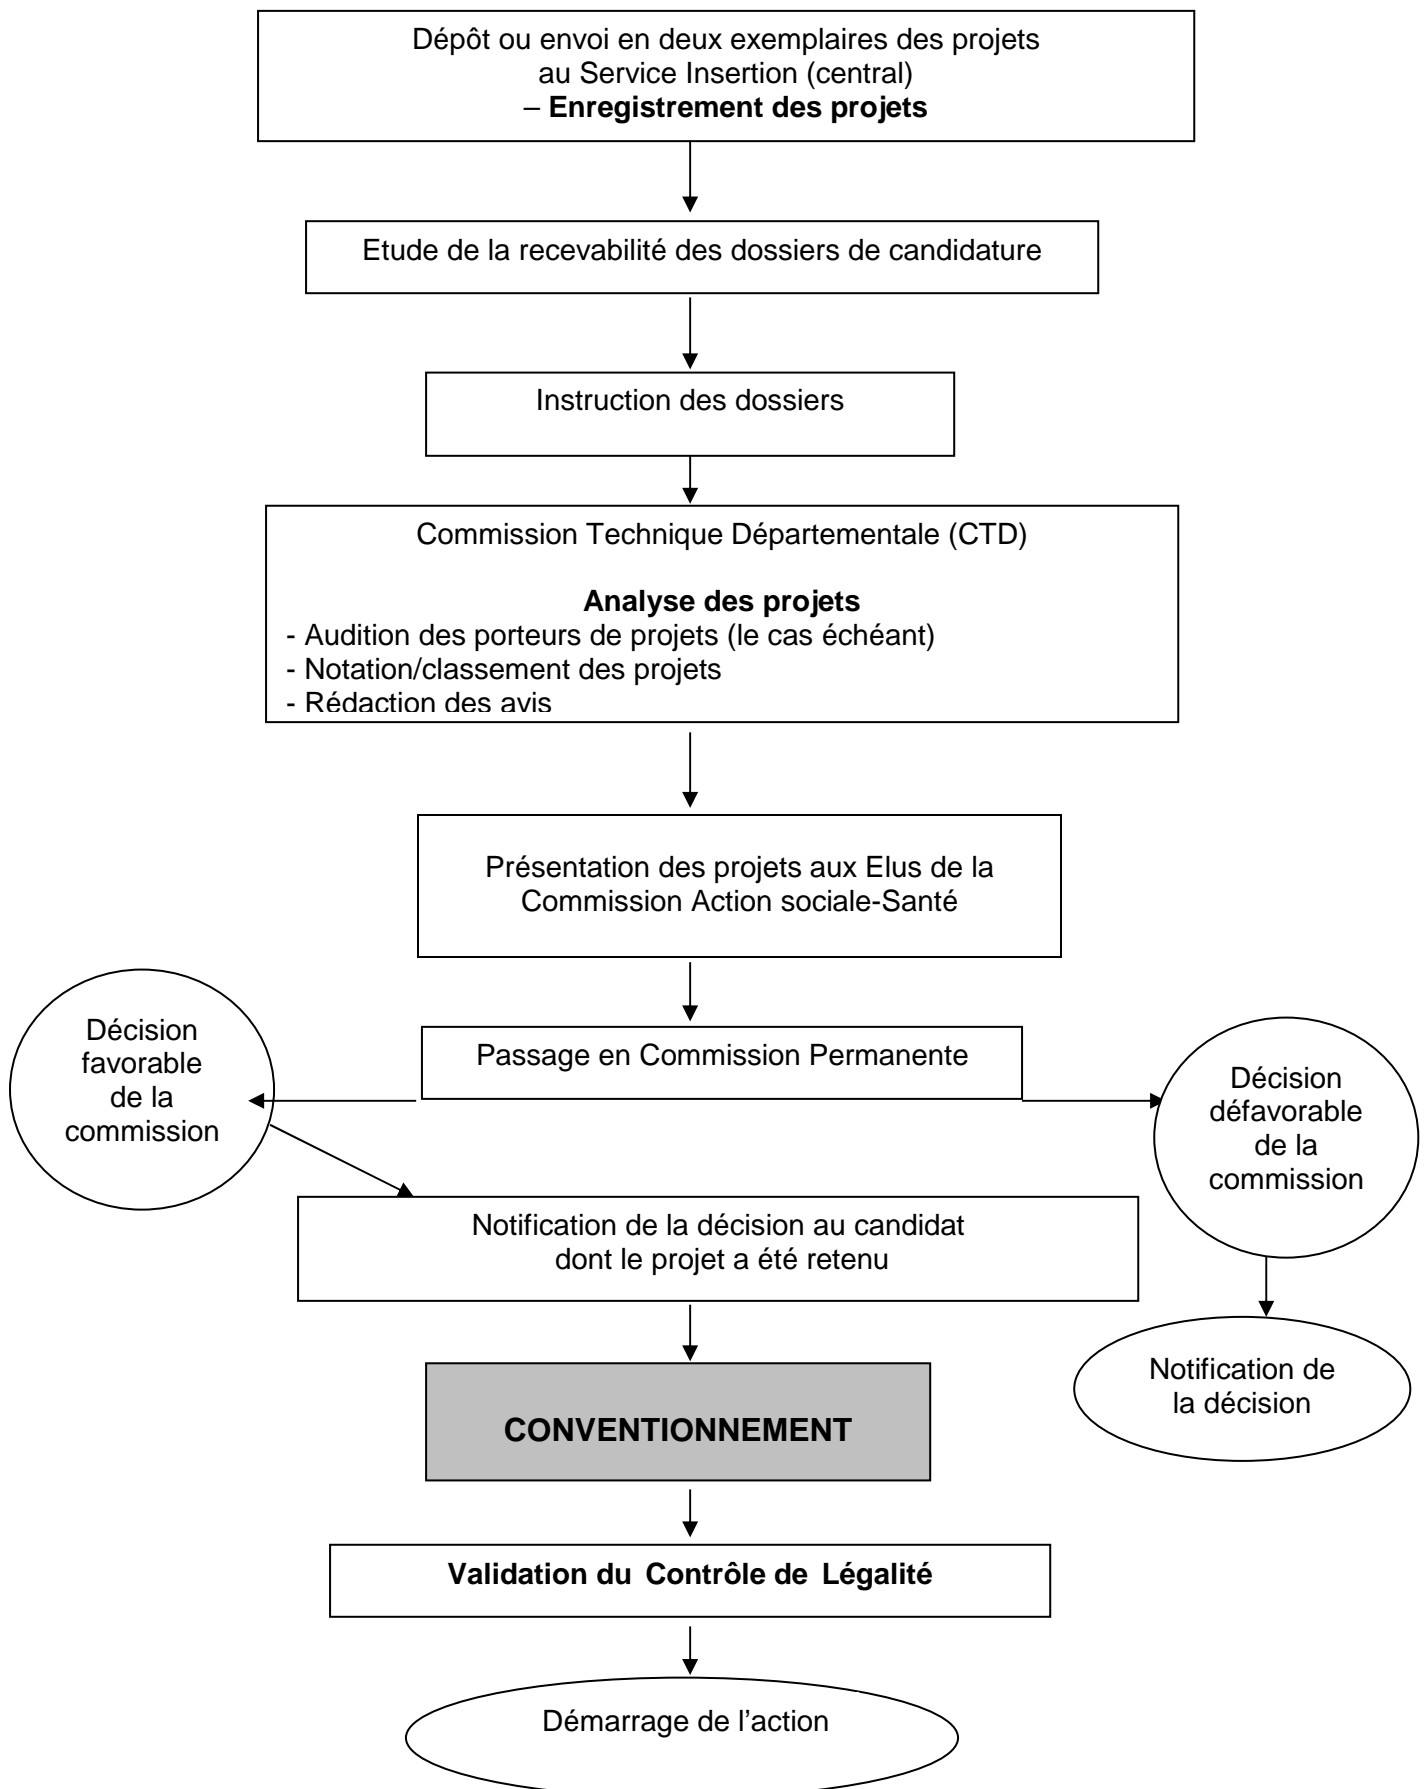 Dépôt ou envoi en deux exemplaires des projets
au Service Insertion (central)
– Enregistrement des projets
Etude de la recevabilité des dossiers de candidature
Instruction des dossiers
Commission Technique Départementale (CTD)
Analyse des projets
- Audition des porteurs de projets (le cas échéant)
- Notation/classement des projets
- Rédaction des avis
Présentation des projets aux Elus de la
Commission Action sociale-Santé
Passage en Commission Permanente
Décision
favorable
de la
commission
Décision
défavorable
de la
commission
Notification de la décision au candidat
dont le projet a été retenu
Notification de
la décision
CONVENTIONNEMENT
Validation du Contrôle de Légalité
Démarrage de l’action